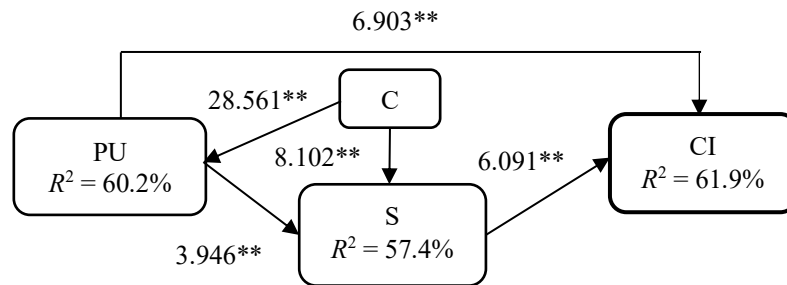 6.903**
28.561**
C
PU
R² = 60.2%
8.102**
6.091**
CI
R² = 61.9%
S
R² = 57.4%
3.946**